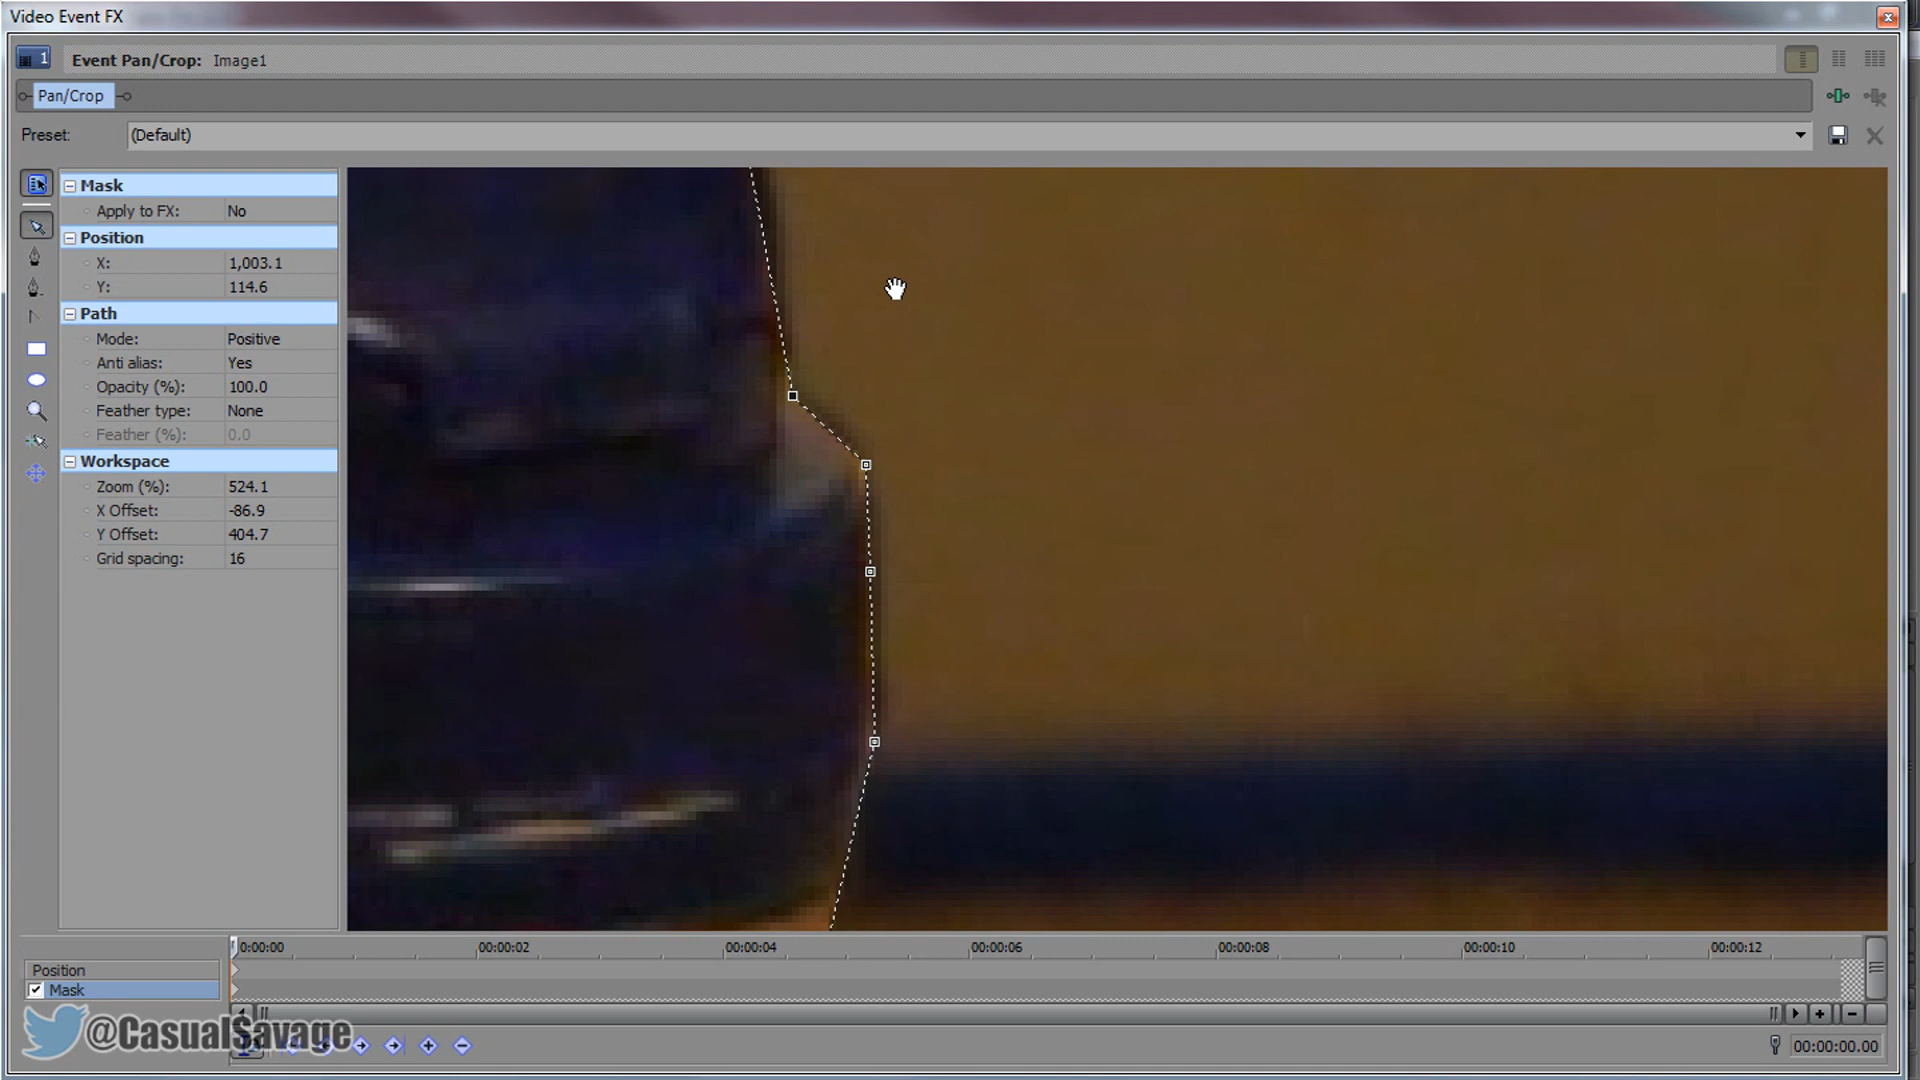 Video Event FX
1 Event Pan/Crop: Image1
Pan/Crop
Preset: (Default)
Mask
Apply to FX: No
Position
X: 1,003.1
Y: 114.6
Path
Mode: Positive
Anti alias: Yes
Opacity (%): 100.0
Feather type: None
Feather (%): 0.0
Workspace
Zoom (%): 524.1
X Offset: -86.9
Y Offset: 404.7
Grid spacing: 16
0:00:00 00:00:02 00:00:04 00:00:06 00:00:08 00:00:10 00:00:12
Position
Mask
@CasualSavage
00:00:00.00